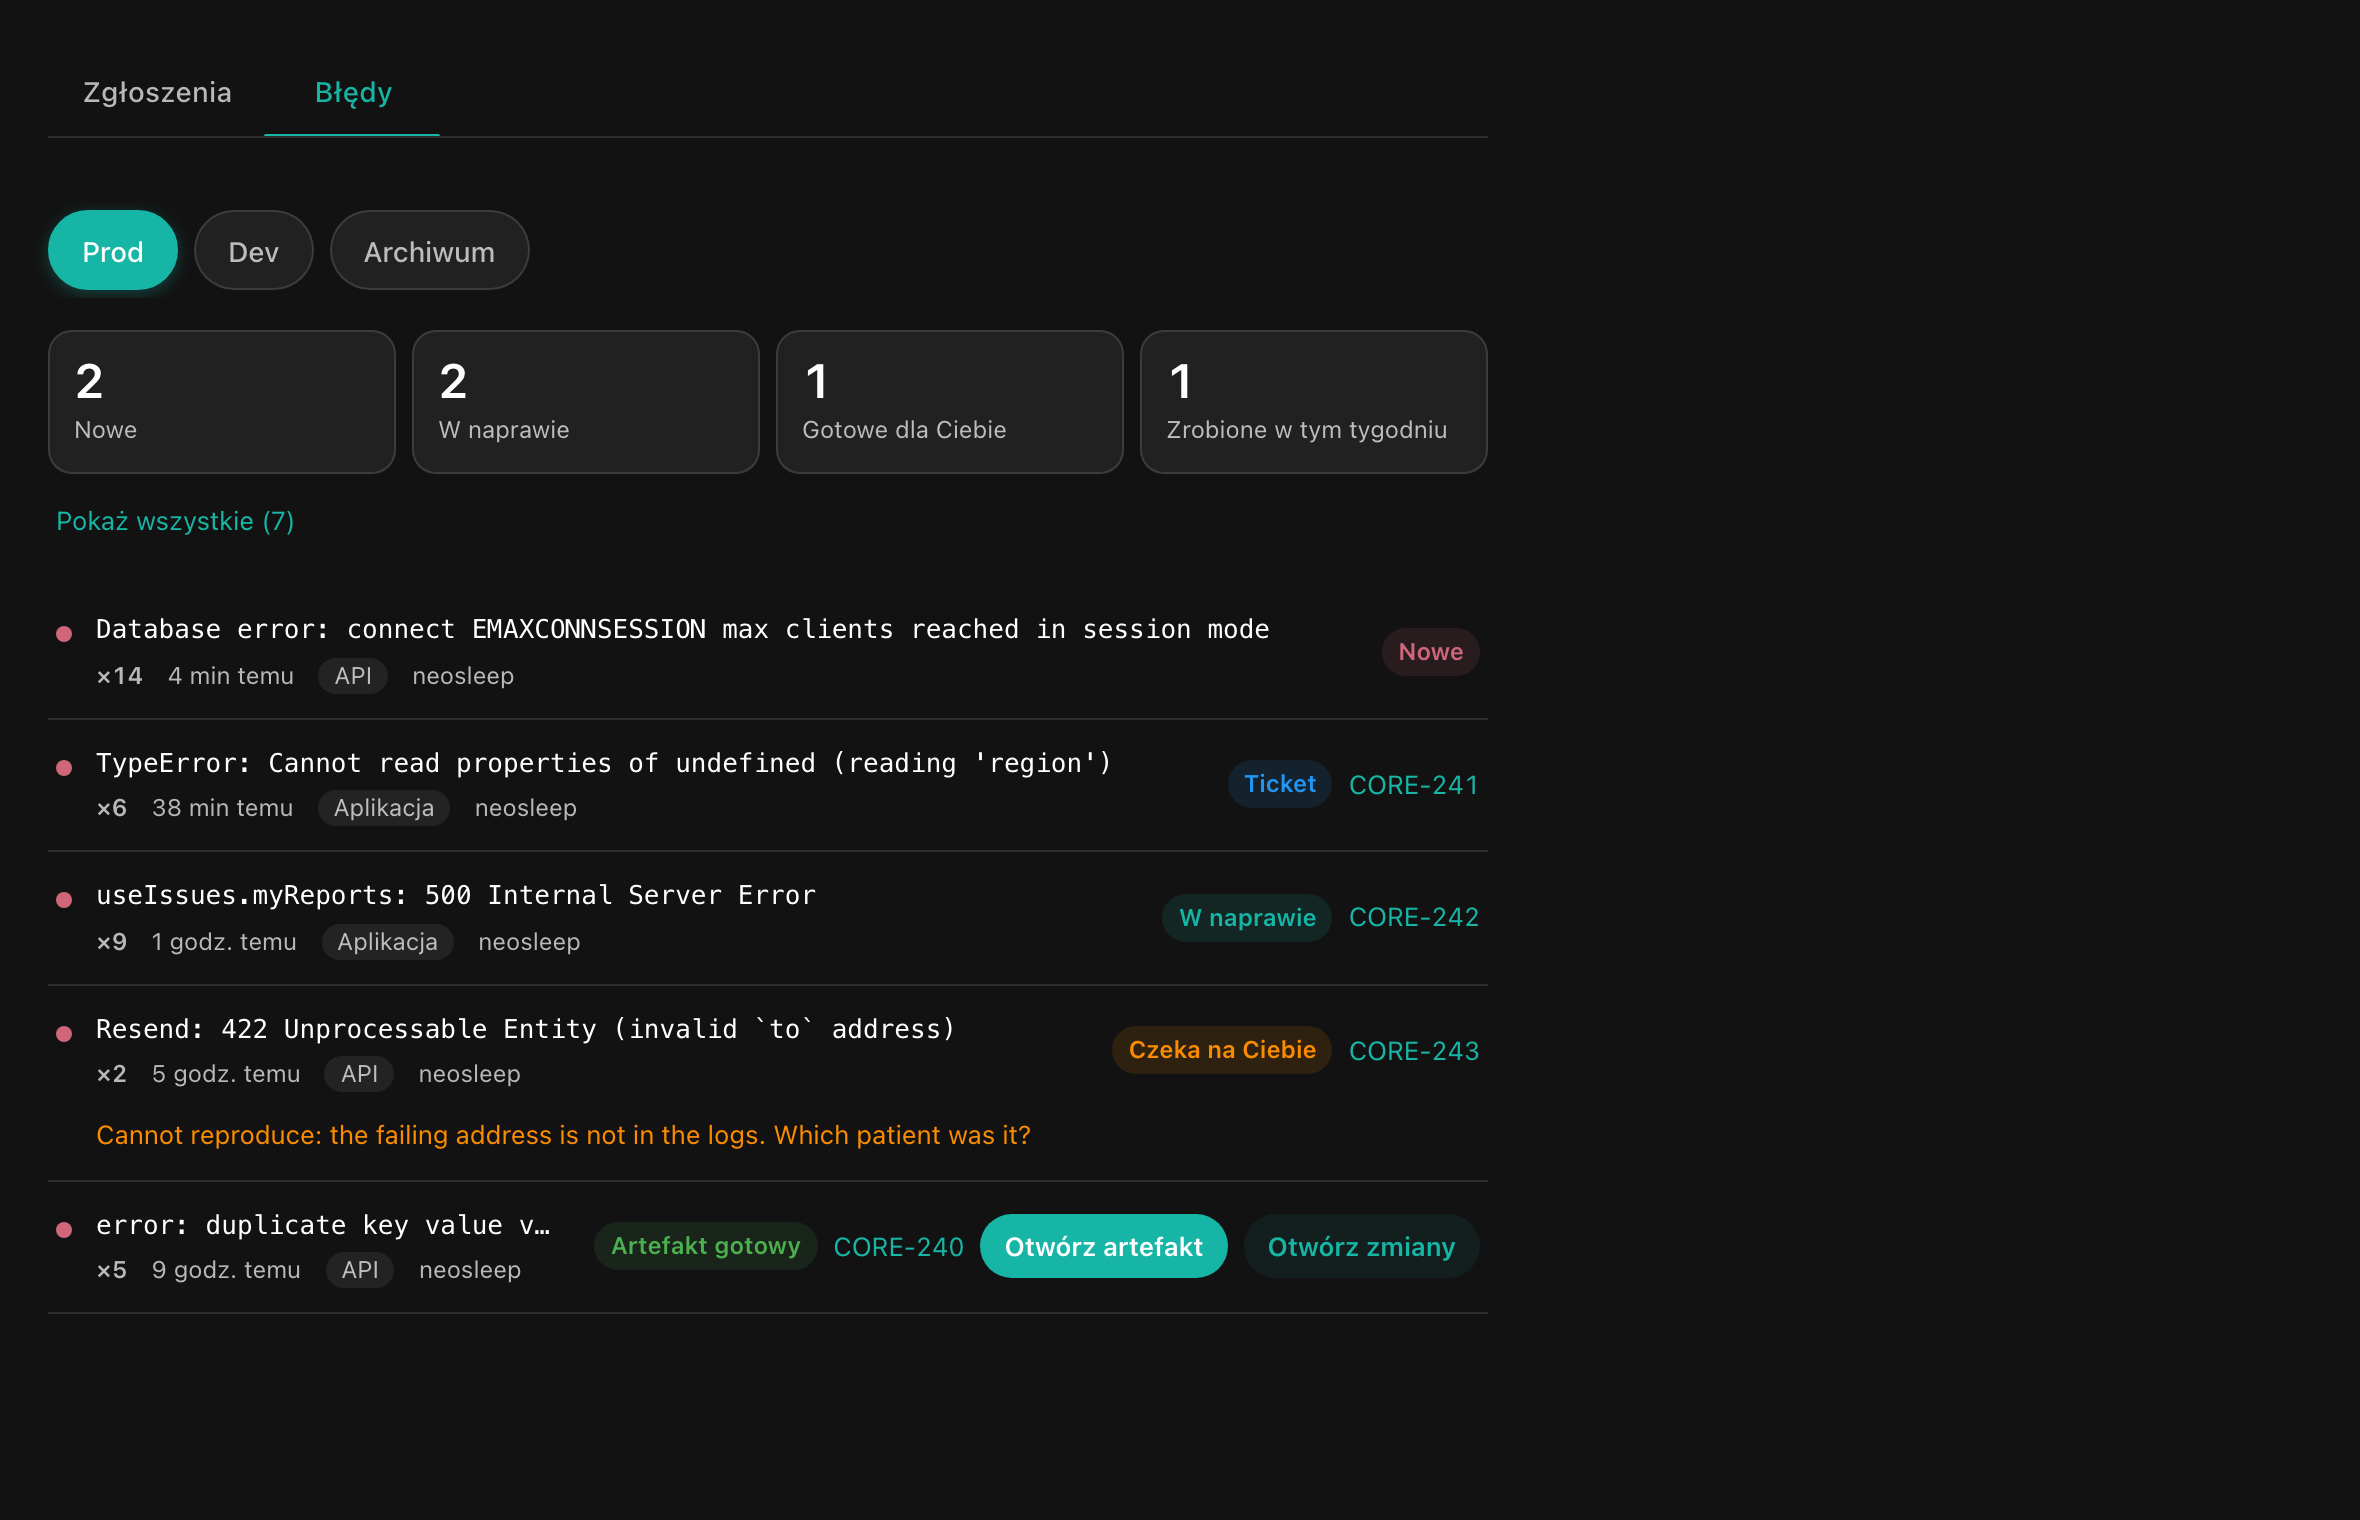 Zgłoszenia Błędy
Prod Dev Archiwum
2 2 1 1
Nowe W naprawie Gotowe dla Ciebie Zrobione w tym tygodniu
Pokaż wszystkie (7)
Database error: connect EMAXCONNSESSION max clients reached in session mode
Nowe
×14 4 min temu API neosleep
TypeError: Cannot read properties of undefined (reading 'region')
Ticket CORE-241
×6 38 min temu Aplikacja neosleep
useIssues.myReports: 500 Internal Server Error
W naprawie CORE-242
×9 1 godz. temu Aplikacja neosleep
Resend: 422 Unprocessable Entity (invalid `to` address)
Czeka na Ciebie CORE-243
×2 5 godz. temu API neosleep
Cannot reproduce: the failing address is not in the logs. Which patient was it?
error: duplicate key value v…
Artefakt gotowy CORE-240 Otwórz artefakt Otwórz zmiany
×5 9 godz. temu API neosleep